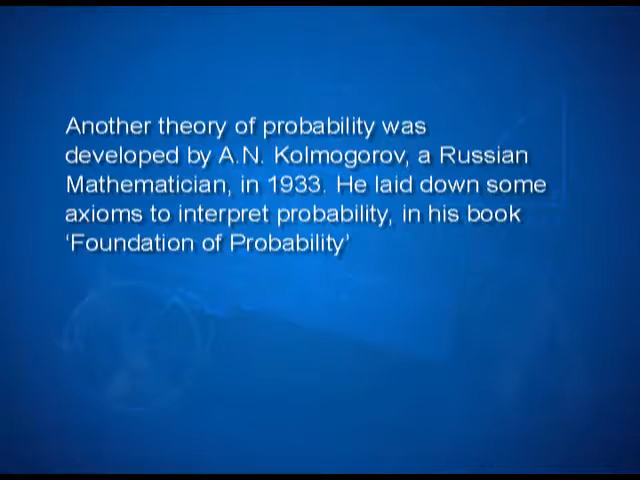 Another theory of probability was
developed by A.N. Kolmogorov, a Russian
Mathematician, in 1933. He laid down some
axioms to interpret probability, in his book
‘Foundation of Probability’